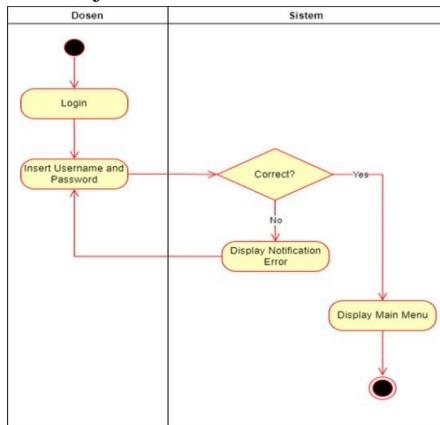 Dosen
Sistem
Login
Insert Username and
Password
Correct?
Yes
No
Display Notification
Error
Display Main Menu